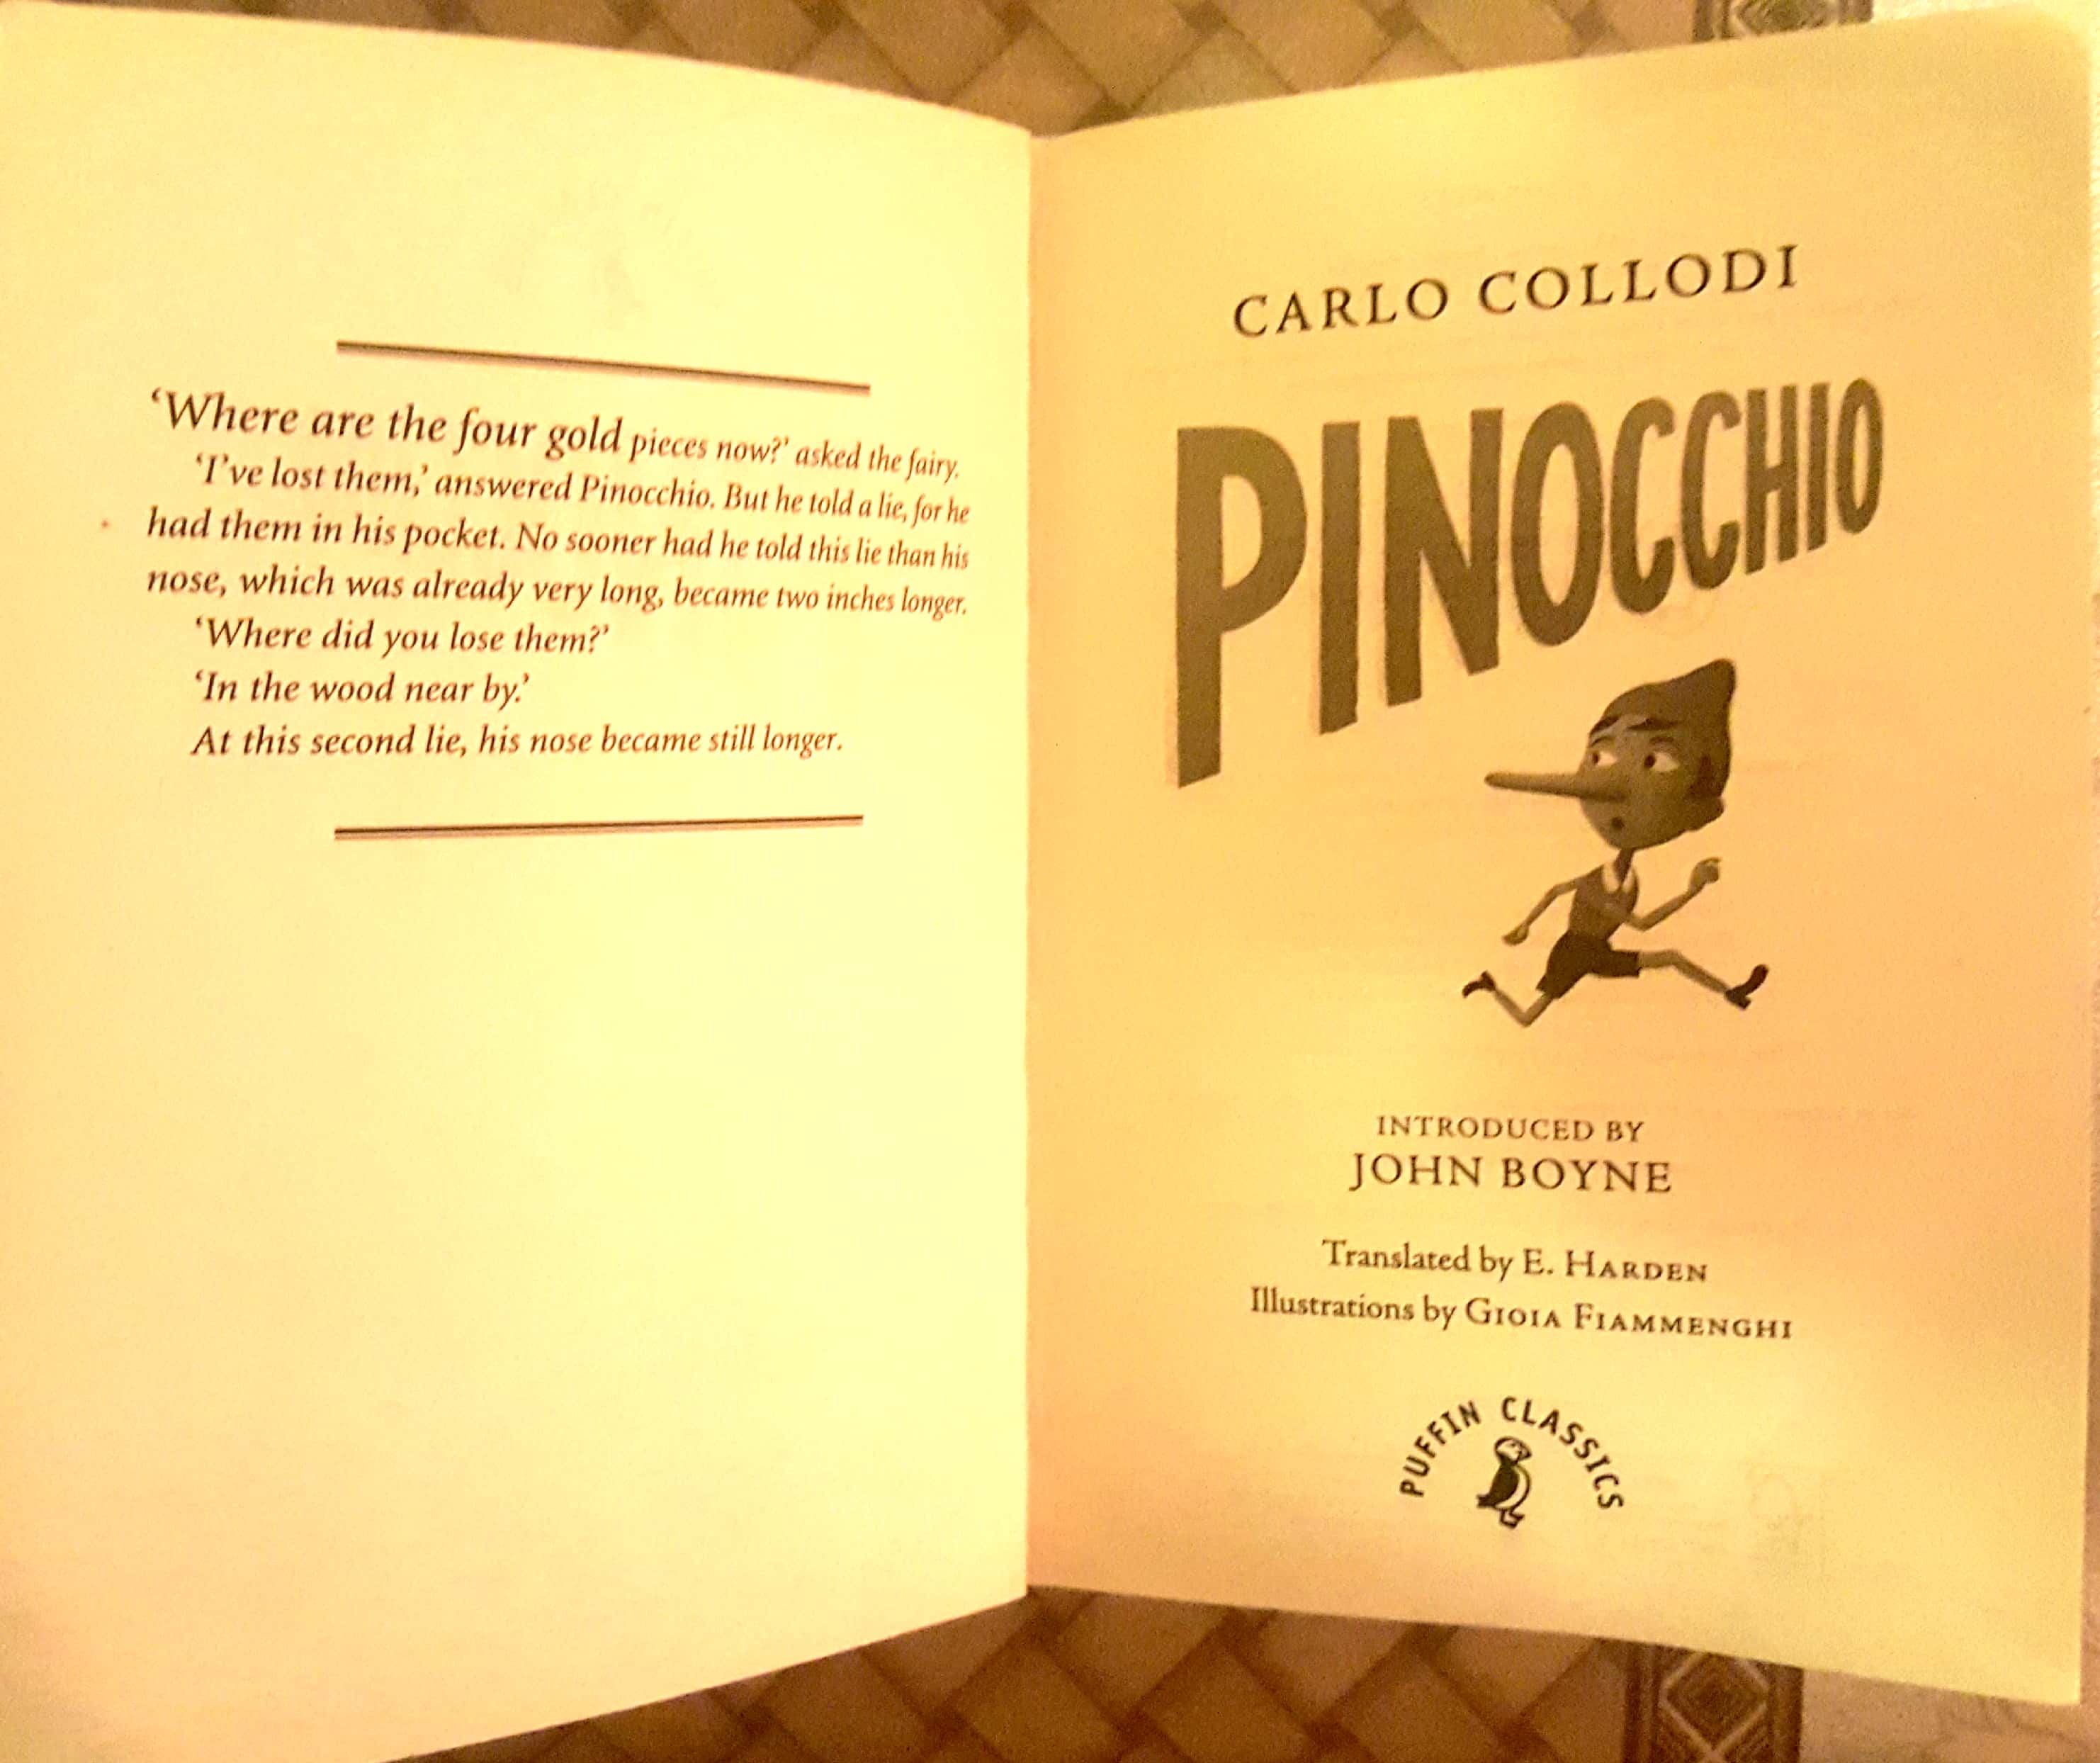 ‘Where are the four gold pieces now?’ asked the fairy.
‘I’ve lost them,’ answered Pinocchio. But he told a lie, for he
had them in his pocket. No sooner had he told this lie than his
nose, which was already very long, became two inches longer.
‘Where did you lose them?’
‘In the wood near by.’
At this second lie, his nose became still longer.
CARLO COLLODI
PINOCCHIO
INTRODUCED BY
JOHN BOYNE
Translated by E. HARDEN
Illustrations by GIOIA FIAMMENGHI
PUFFIN CLASSICS